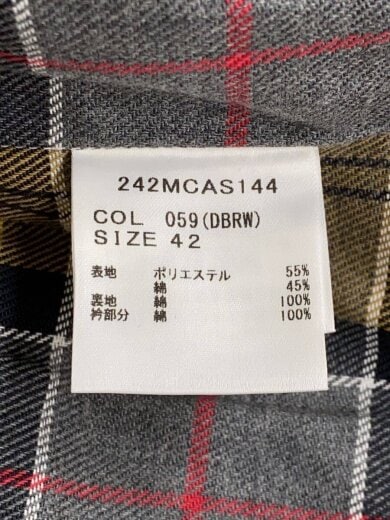 242MCAS144
COL 059(DBRW)
SIZE 42
表地 ポリエステル 55%
綿 45%
裏地 綿 100%
衿部分 綿 100%